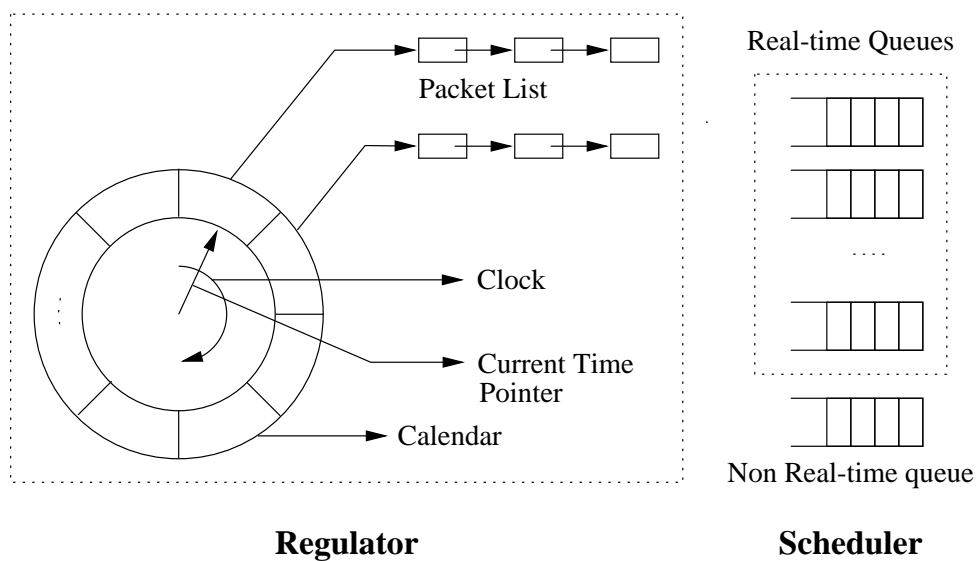 Packet List
Clock
Current Time
Pointer
Calendar
Regulator
Real-time Queues
....
Non Real-time queue
Scheduler